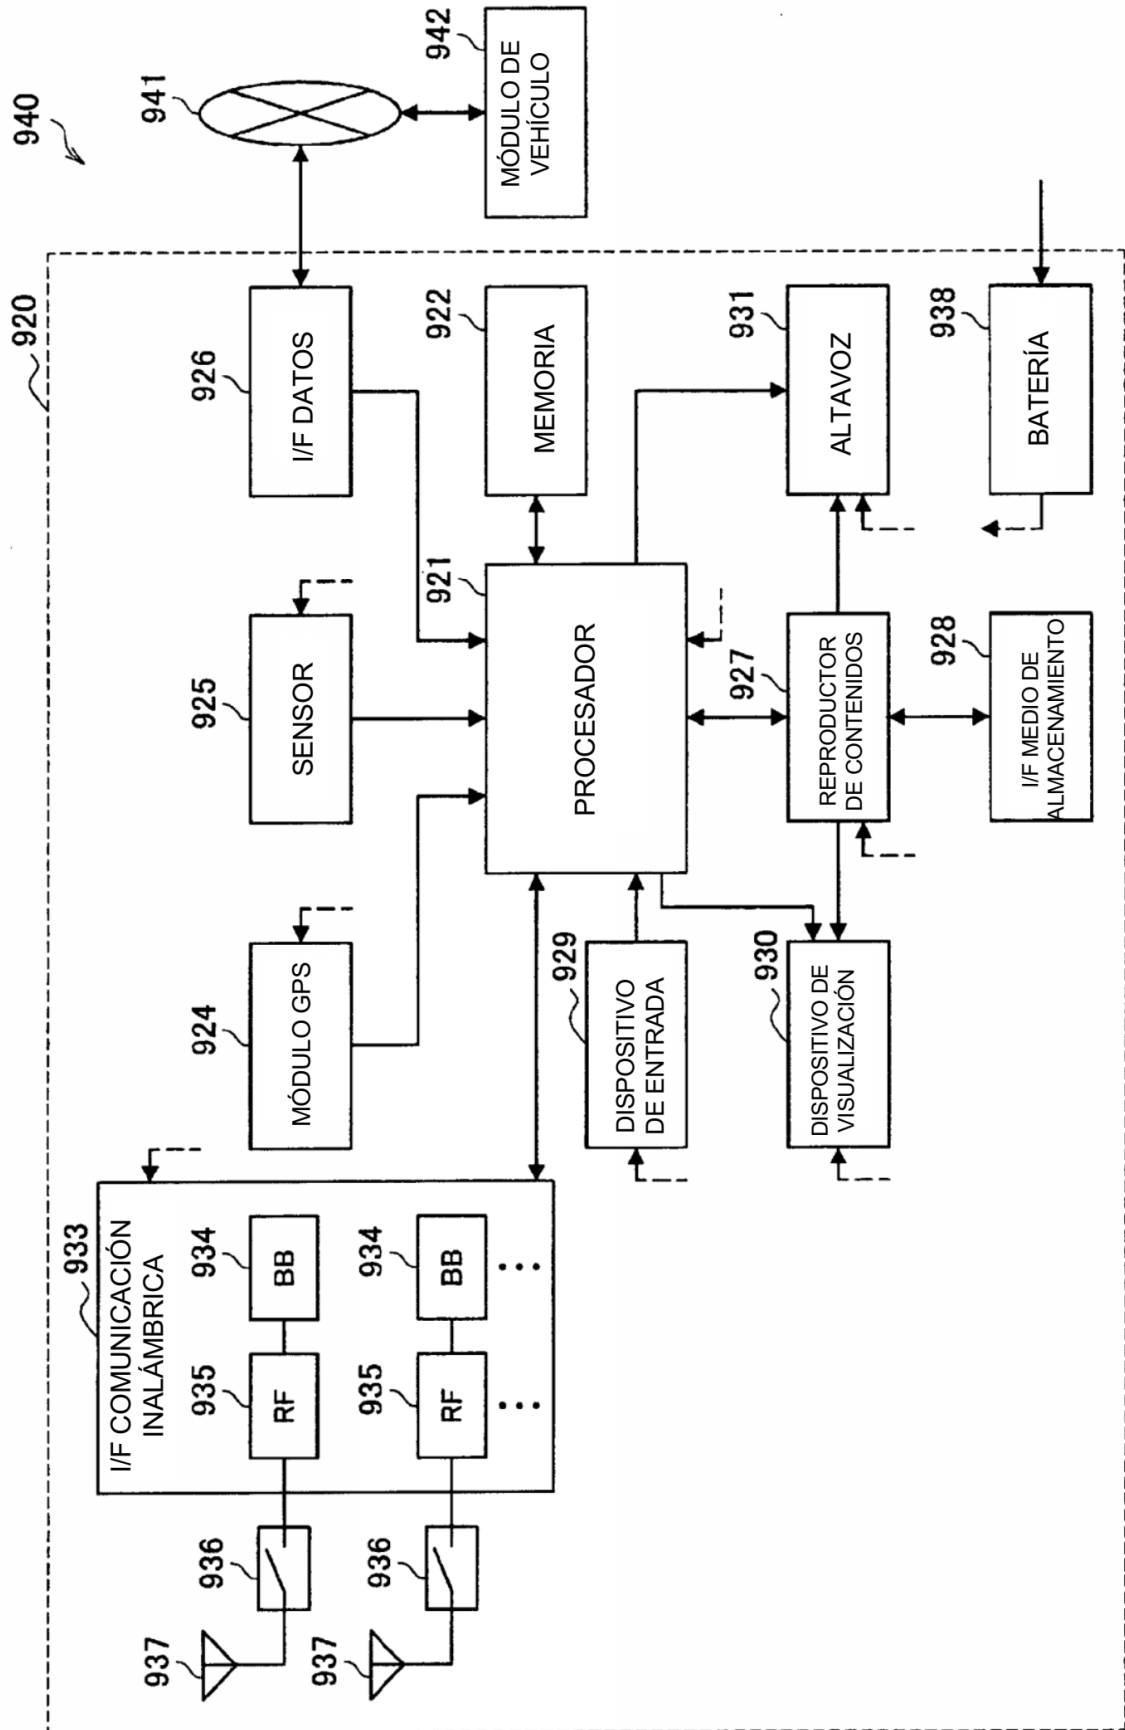 940
920
933
I/F COMUNICACIÓN
INALÁMBRICA
937
936
935
RF
934
BB
924
MÓDULO GPS
925
SENSOR
926
I/F DATOS
941
937
936
935
RF
...
934
BB
...
921
PROCESADOR
922
MEMORIA
942
MÓDULO DE
VEHÍCULO
929
DISPOSITIVO
DE ENTRADA
930
DISPOSITIVO DE
VISUALIZACIÓN
927
REPRODUCTOR
DE CONTENIDOS
931
ALTAVOZ
928
I/F MEDIO DE
ALMACENAMIENTO
938
BATERÍA